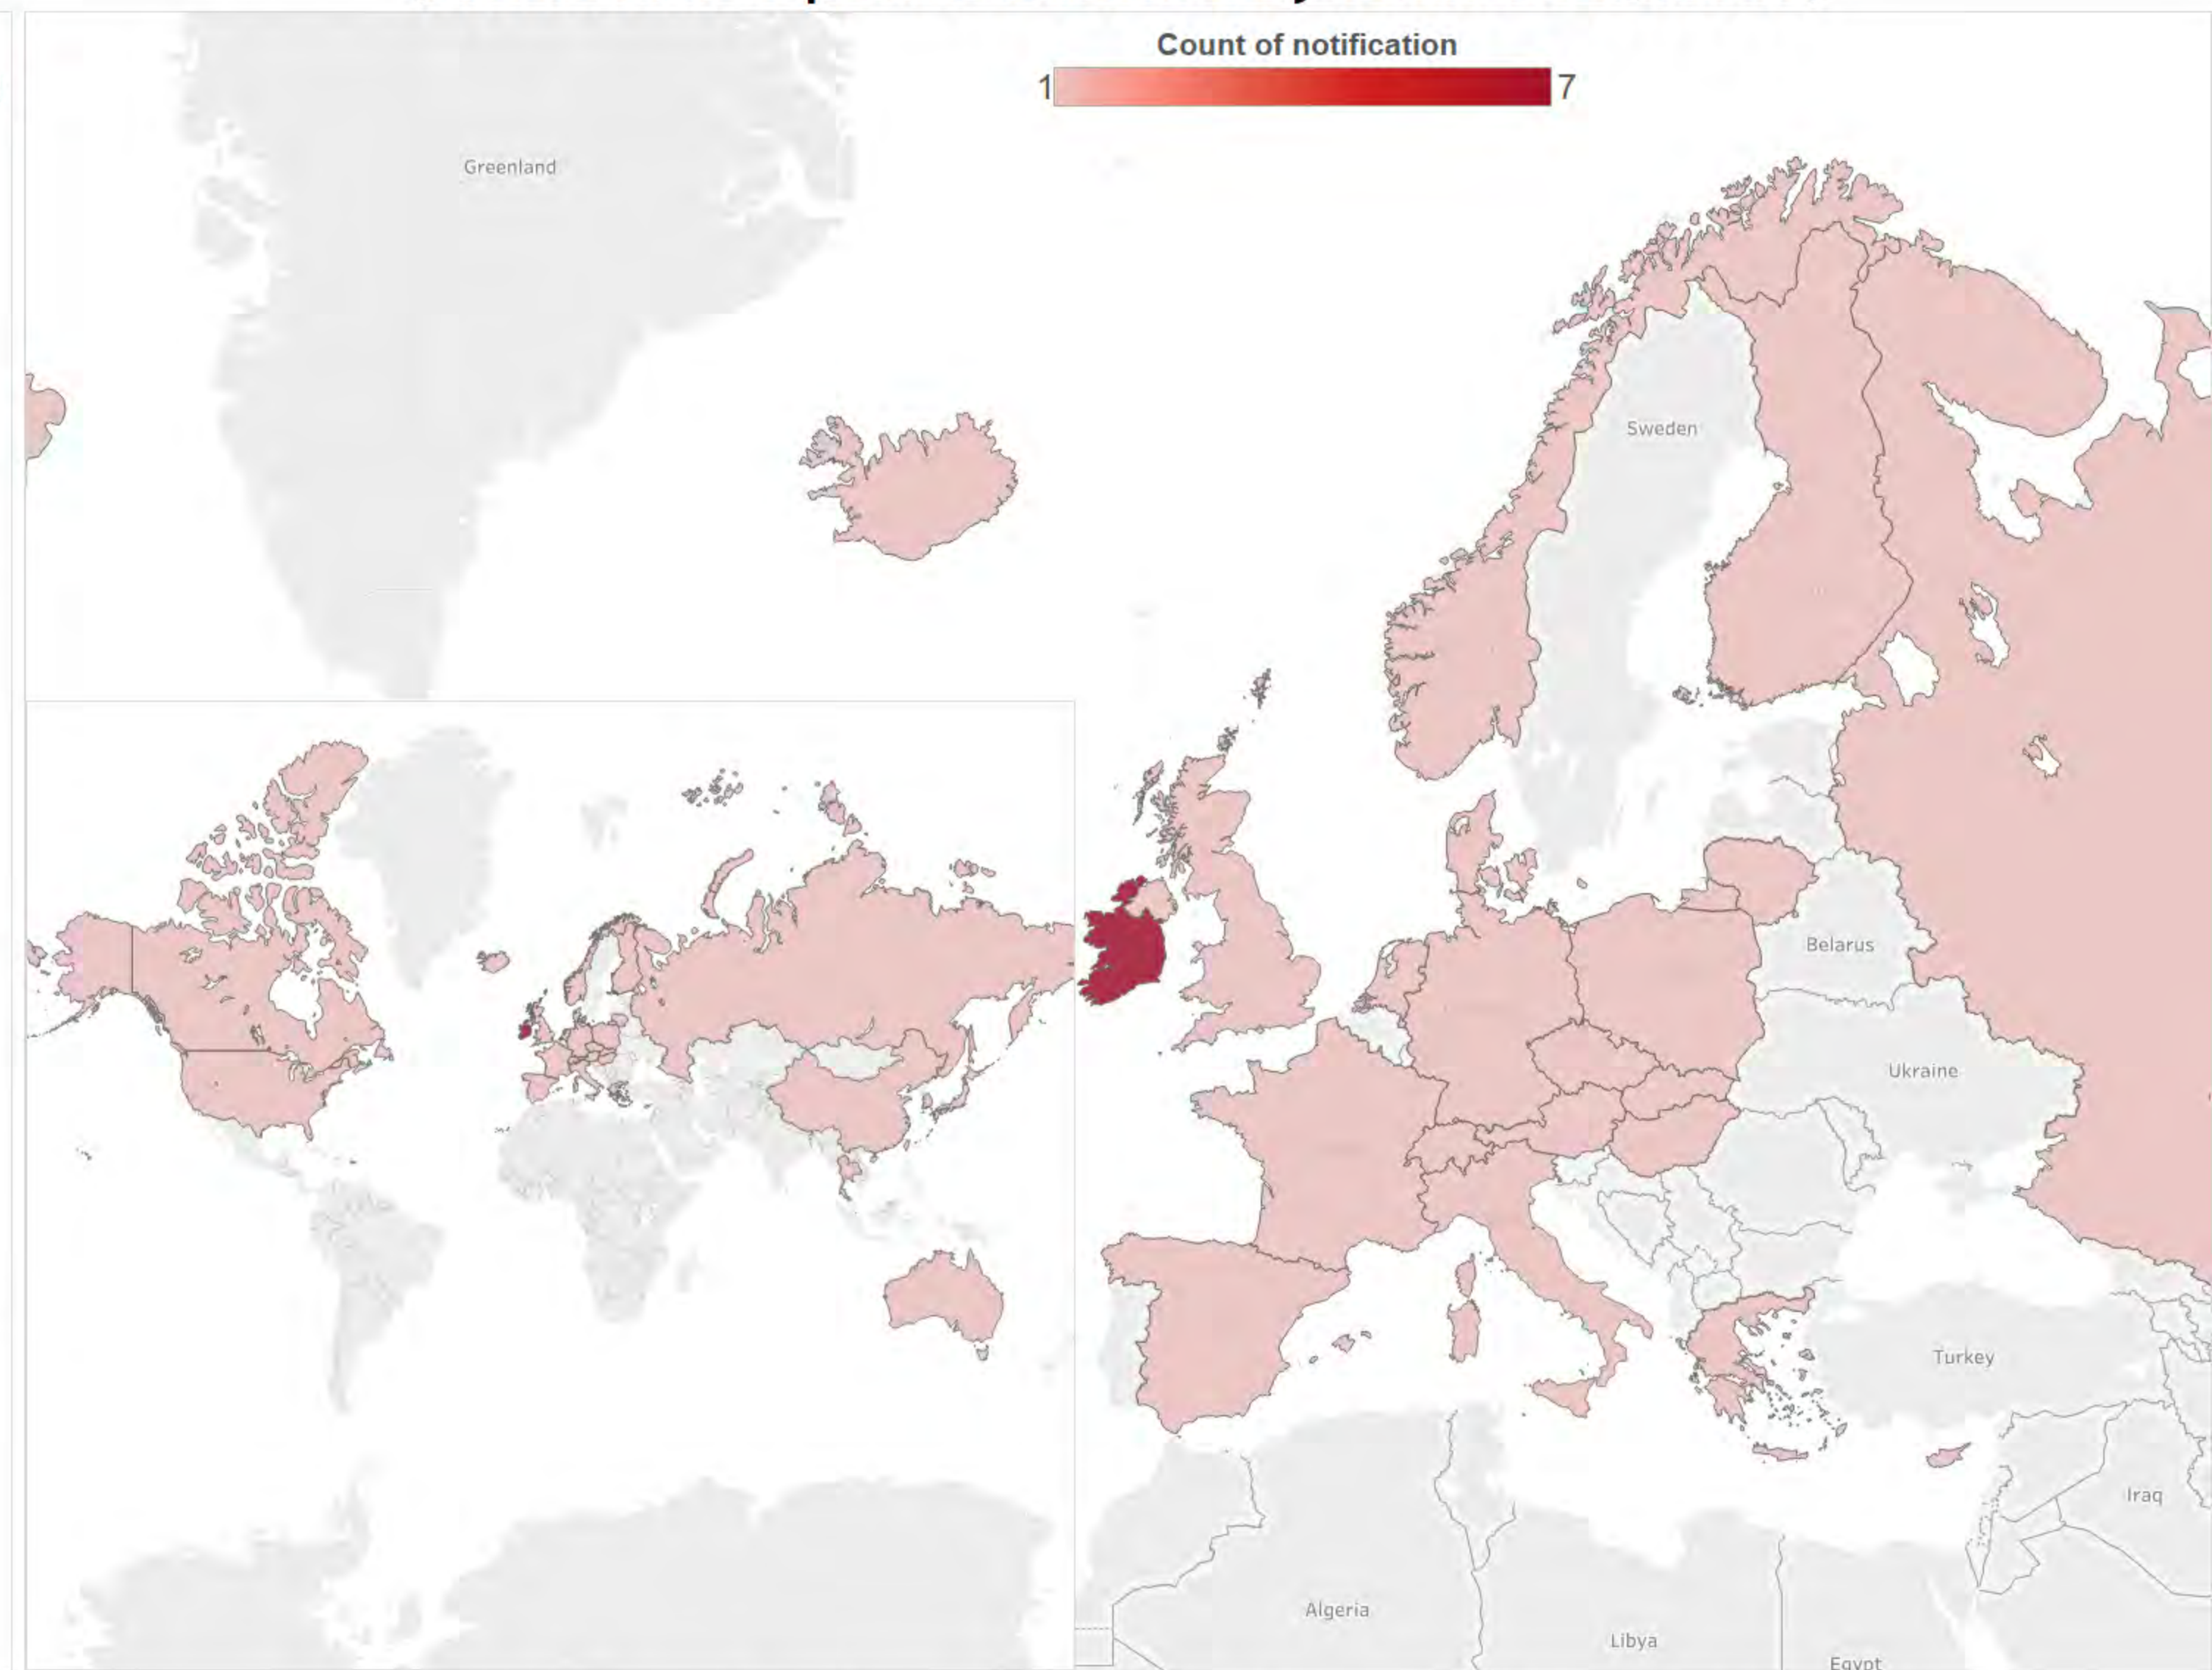 Count of notification
1 7
Greenland
Sweden
Belarus
Ukraine
Turkey
Iraq
Algeria
Libya
Egypt